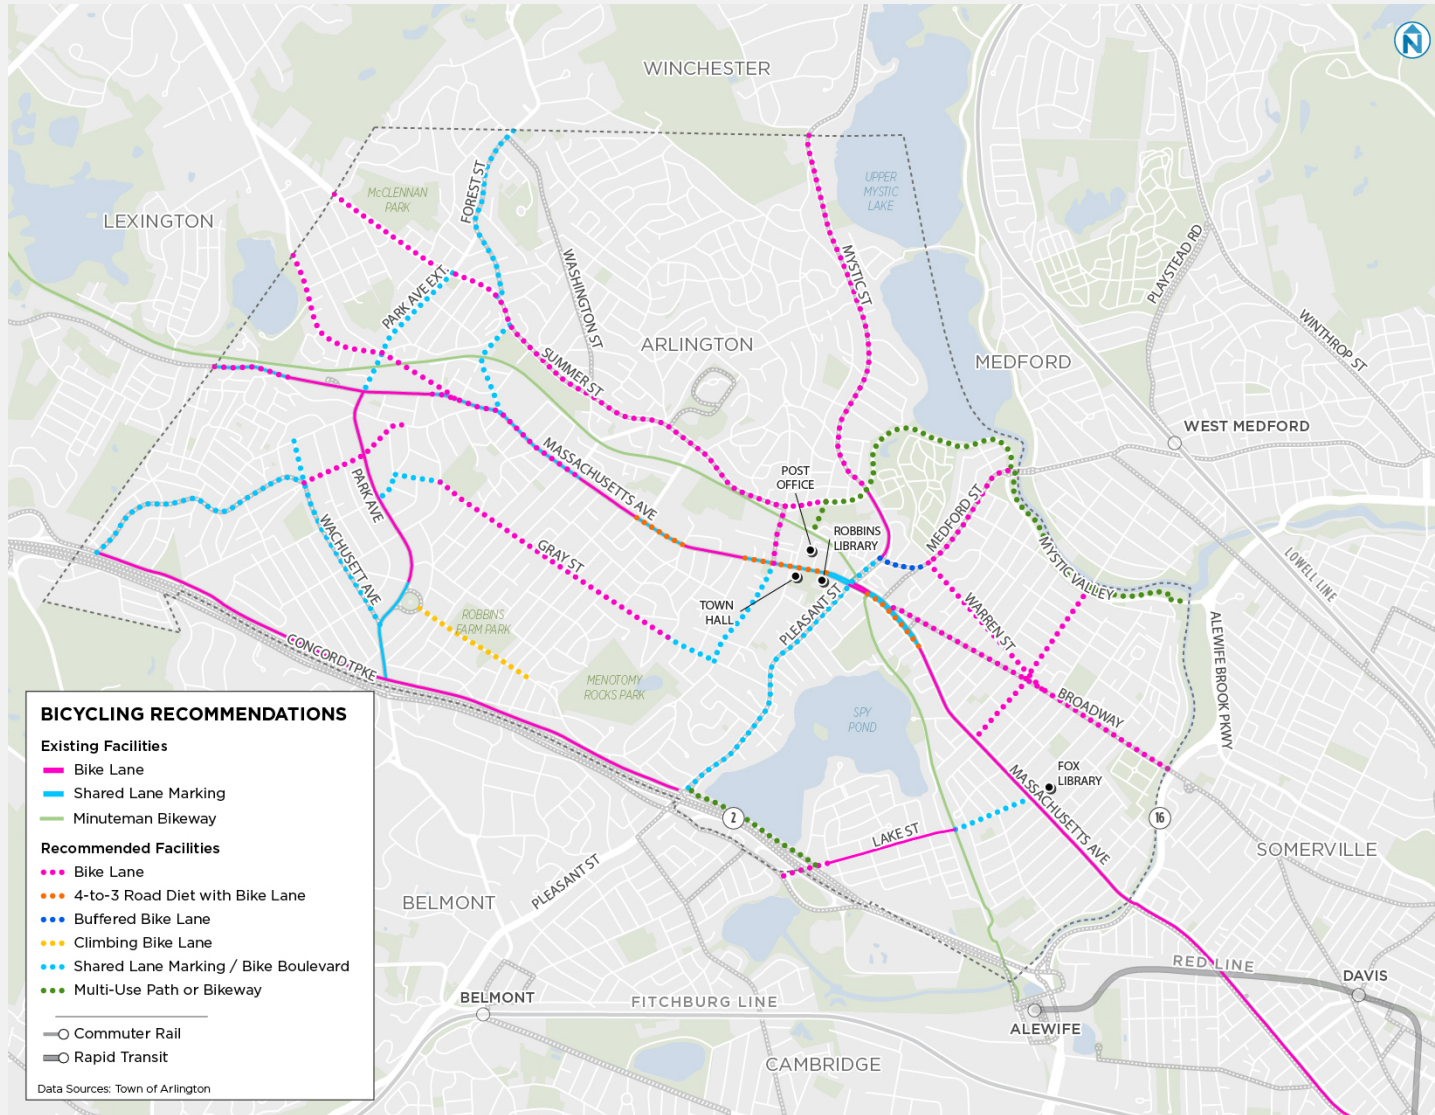 N
WINCHESTER
UPPER
MYSTIC
LAKE
McCLENNAN
PARK
FOREST ST
LEXINGTON
PLAYSTEAD RD
WASHINGTON ST
MYSTIC ST
PARK AVE EXT.
WINTHROP ST
ARLINGTON
MEDFORD
SUMMER ST
WEST MEDFORD
MASSACHUSETTS AVE
POST
OFFICE
PARK AVE
MEDFORD ST
ROBBINS
LIBRARY
WACHUSETT AVE
GRAY ST
MYSTIC VALLEY
LOWELL LINE
TOWN
HALL
PLEASANT ST
WARREN ST
ROBBINS
FARM PARK
ALEWIFE BROOK PKWY
CONCORD TPKE
MENOTOMY
ROCKS PARK
BROADWAY
SPY
POND
FOX
LIBRARY
MASSACHUSETTS AVE
2
16
LAKE ST
SOMERVILLE
PLEASANT ST
BELMONT
RED LINE
DAVIS
BELMONT
FITCHBURG LINE
ALEWIFE
CAMBRIDGE
BICYCLING RECOMMENDATIONS
Existing Facilities
Bike Lane
Shared Lane Marking
Minuteman Bikeway
Recommended Facilities
Bike Lane
4-to-3 Road Diet with Bike Lane
Buffered Bike Lane
Climbing Bike Lane
Shared Lane Marking / Bike Boulevard
Multi-Use Path or Bikeway
Commuter Rail
Rapid Transit
Data Sources: Town of Arlington